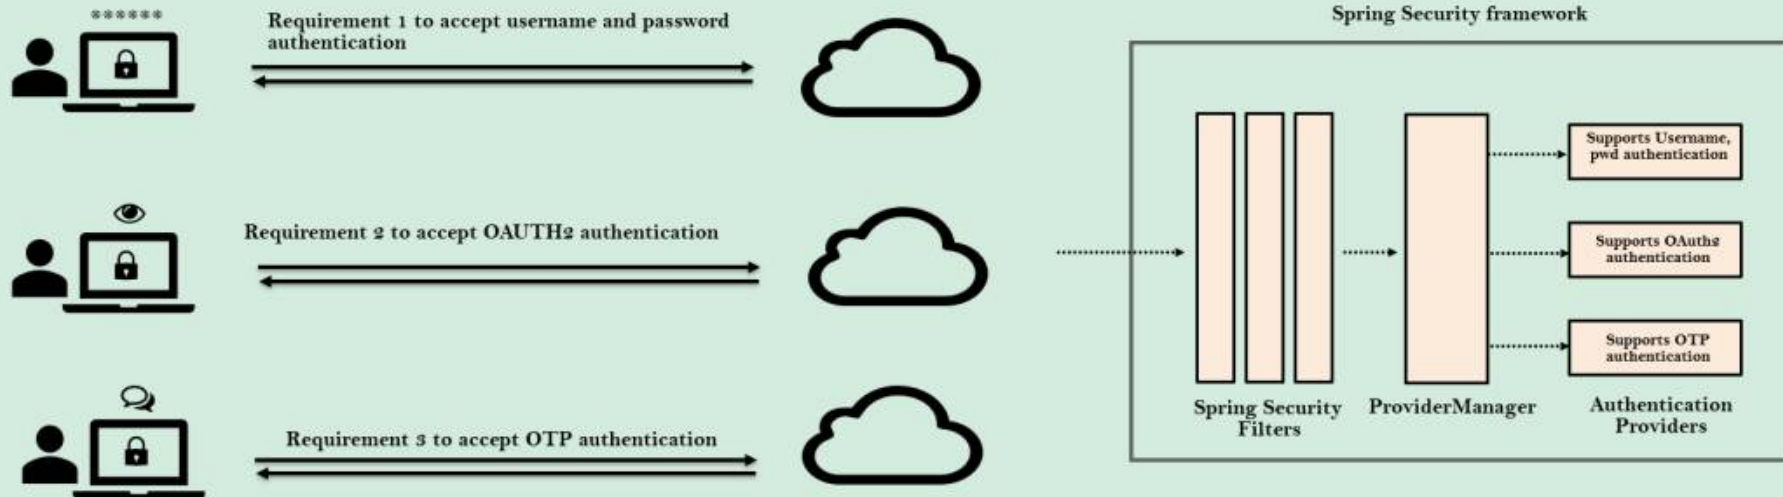 ******
Requirement 1 to accept username and password
authentication
Requirement 2 to accept OAUTH2 authentication
Requirement 3 to accept OTP authentication
Spring Security framework
Supports Username,
pwd authentication
Supports OAuth2
authentication
Supports OTP
authentication
Spring Security
Filters
ProviderManager
Authentication
Providers